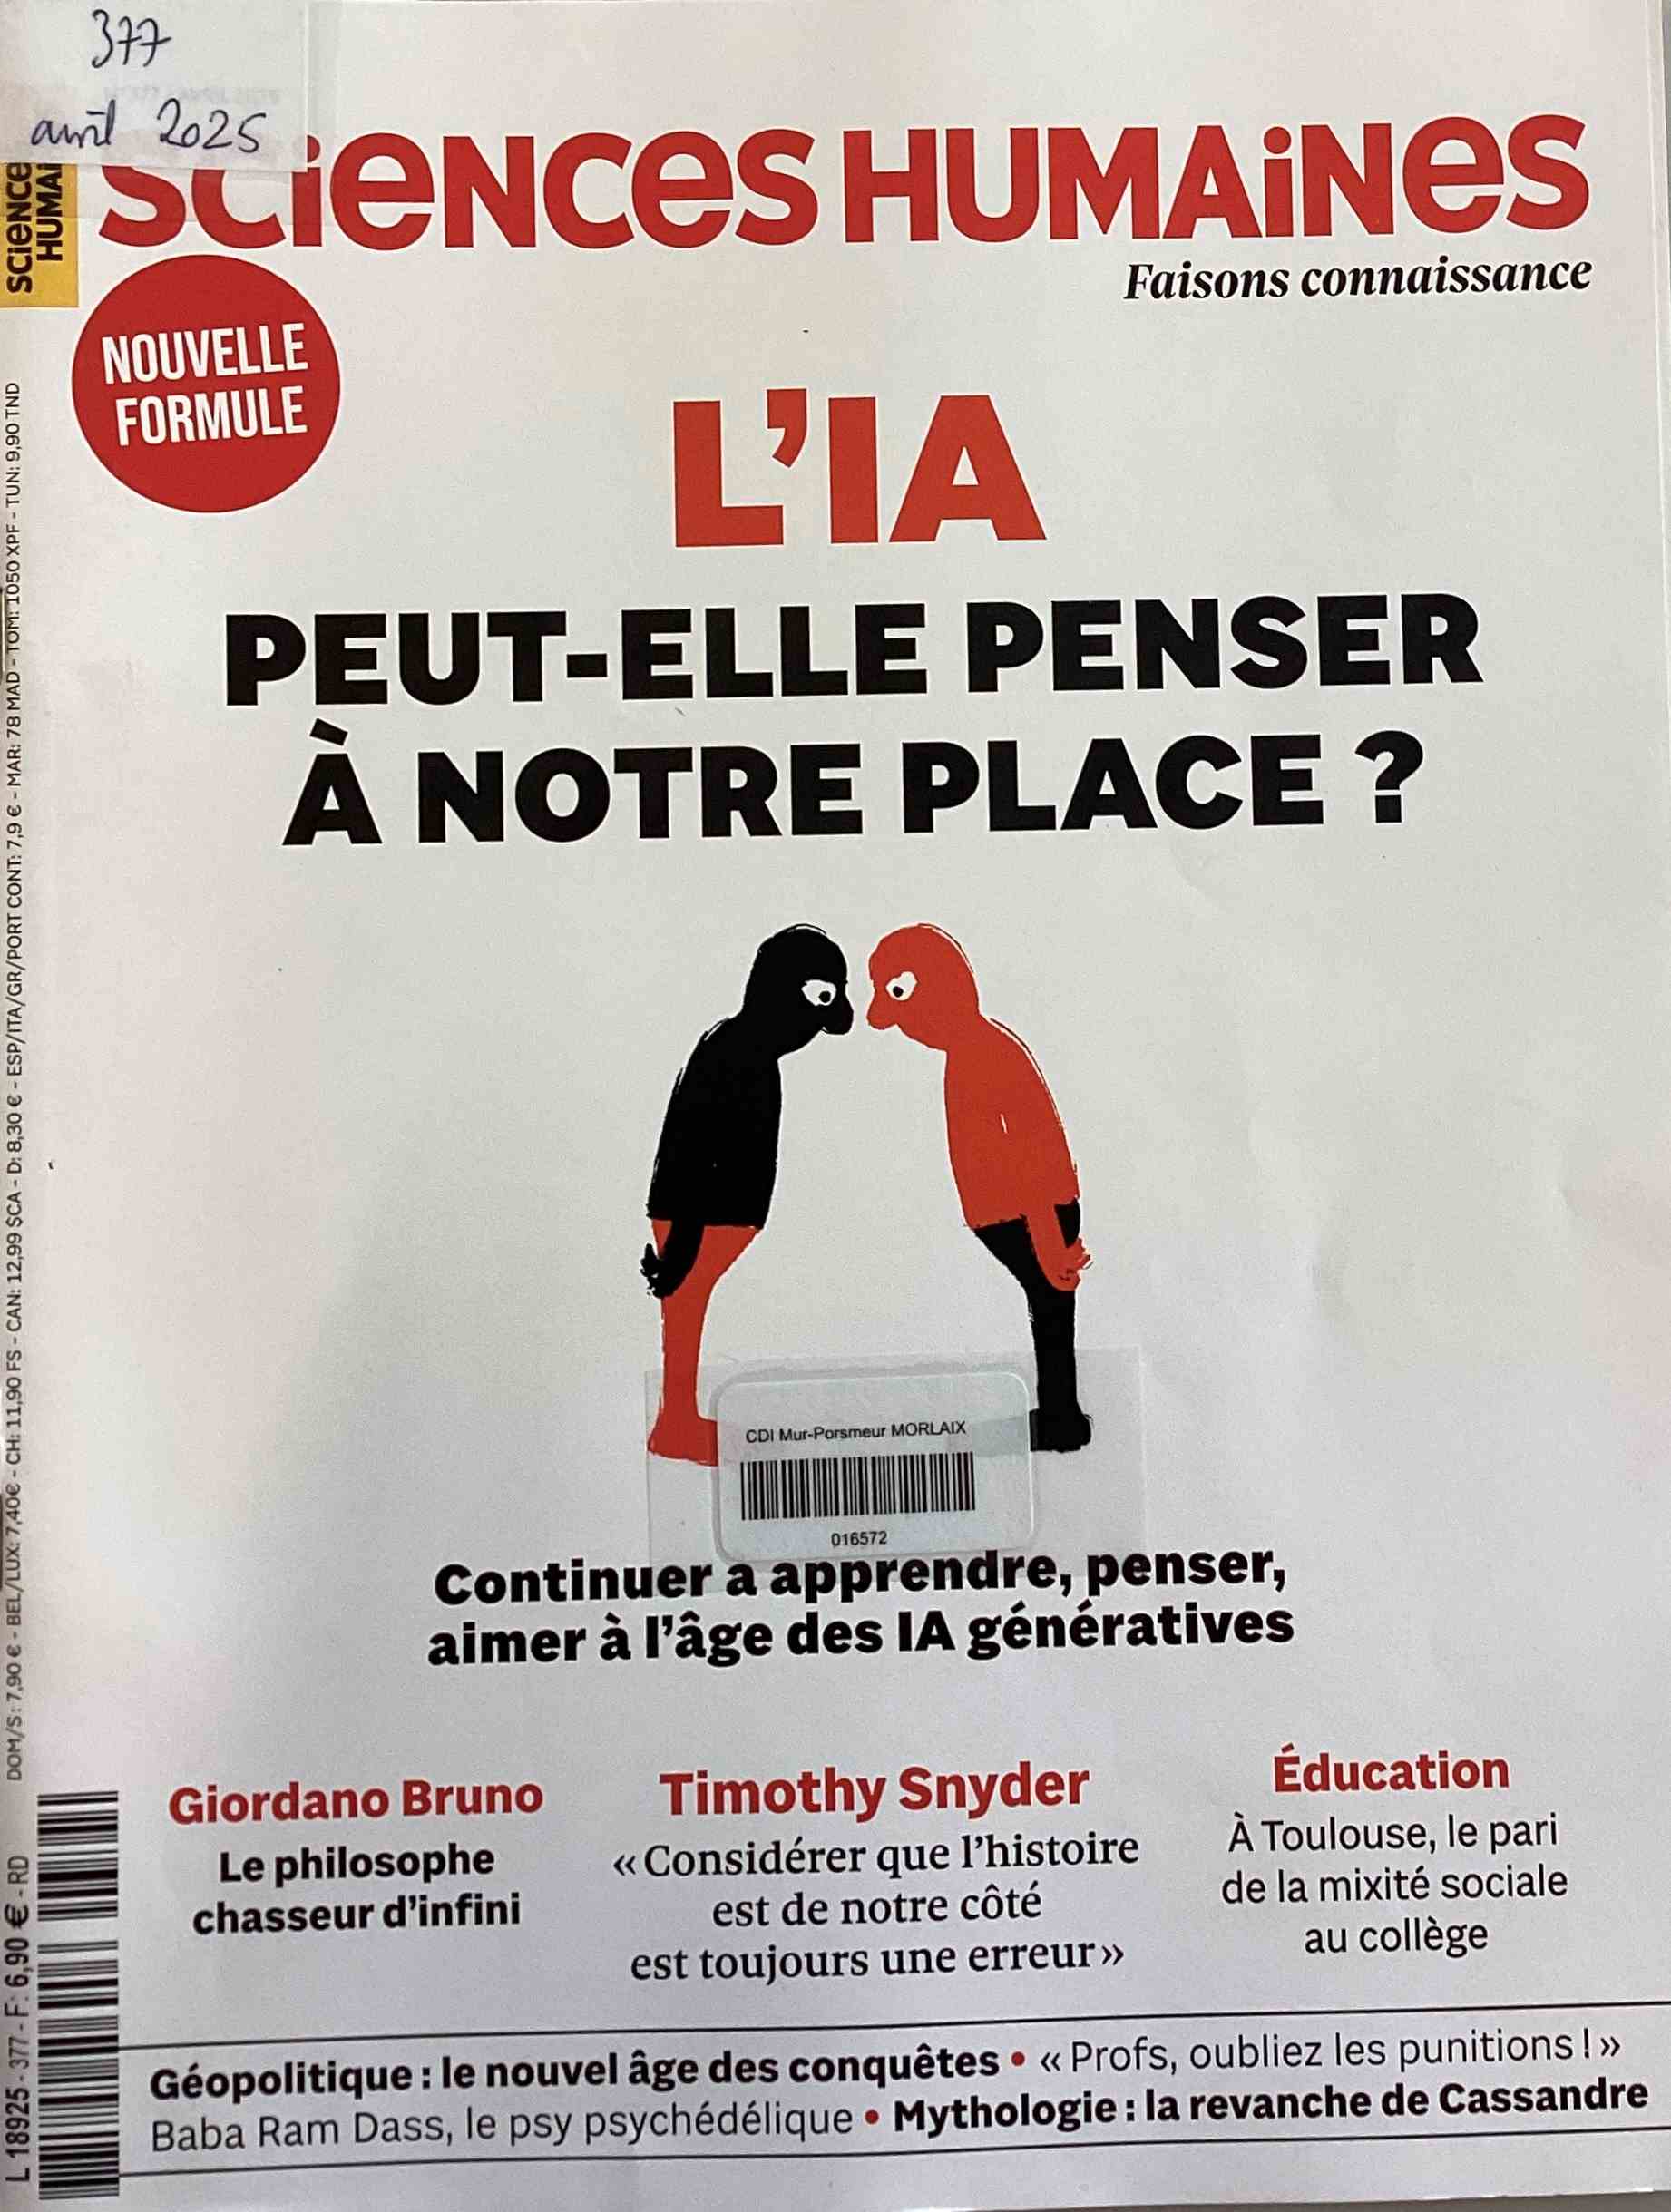 377
avril 2025
SCIENCES HUMAINES
Faisons connaissance
SCIENCE
HUMAI
NOUVELLE
FORMULE
L'IA
PEUT-ELLE PENSER
À NOTRE PLACE ?
CDI Mur-Porsmeur MORLAIX
016572
Continuer a apprendre, penser,
aimer à l'âge des IA génératives
Giordano Bruno
Le philosophe
chasseur d'infini
Timothy Snyder
« Considérer que l'histoire
est de notre côté
est toujours une erreur »
Éducation
À Toulouse, le pari
de la mixité sociale
au collège
Géopolitique : le nouvel âge des conquêtes • « Profs, oubliez les punitions ! »
Baba Ram Dass, le psy psychédélique • Mythologie : la revanche de Cassandre
L 18925 - 377 - F: 6,90 € - RD
DOM/S : 7,90 € - BEL/LUX: 7,40€ - CH: 11,90 FS - CAN: 12,99 $CA - D: 8,30 € - ESP/ITA/GR/PORT CONT: 7,9 € - MAR: 78 MAD - TOM: 1050 XPF - TUN: 9,90 TND